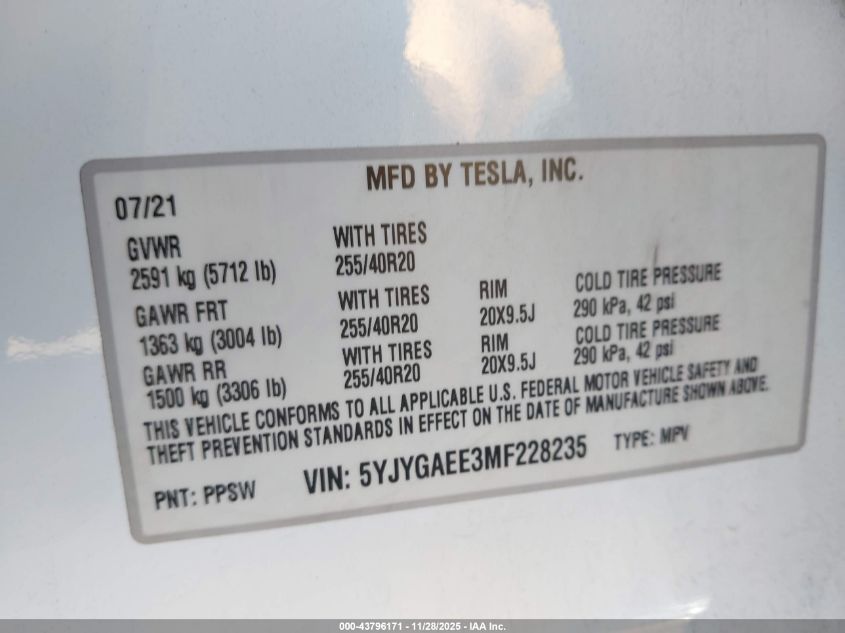 MFD BY TESLA, INC.
07/21
GVWR WITH TIRES
2591 kg (5712 lb) 255/40R20
GAWR FRT WITH TIRES RIM COLD TIRE PRESSURE
1363 kg (3004 lb) 255/40R20 20X9.5J 290 kPa, 42 psi
GAWR RR WITH TIRES RIM COLD TIRE PRESSURE
1500 kg (3306 lb) 255/40R20 20X9.5J 290 kPa, 42 psi
THIS VEHICLE CONFORMS TO ALL APPLICABLE U.S. FEDERAL MOTOR VEHICLE SAFETY AND
THEFT PREVENTION STANDARDS IN EFFECT ON THE DATE OF MANUFACTURE SHOWN ABOVE.
PNT: PPSW VIN: 5YJYGAEE3MF228235 TYPE: MPV
000-43796171 - 11/28/2025 - IAA Inc.